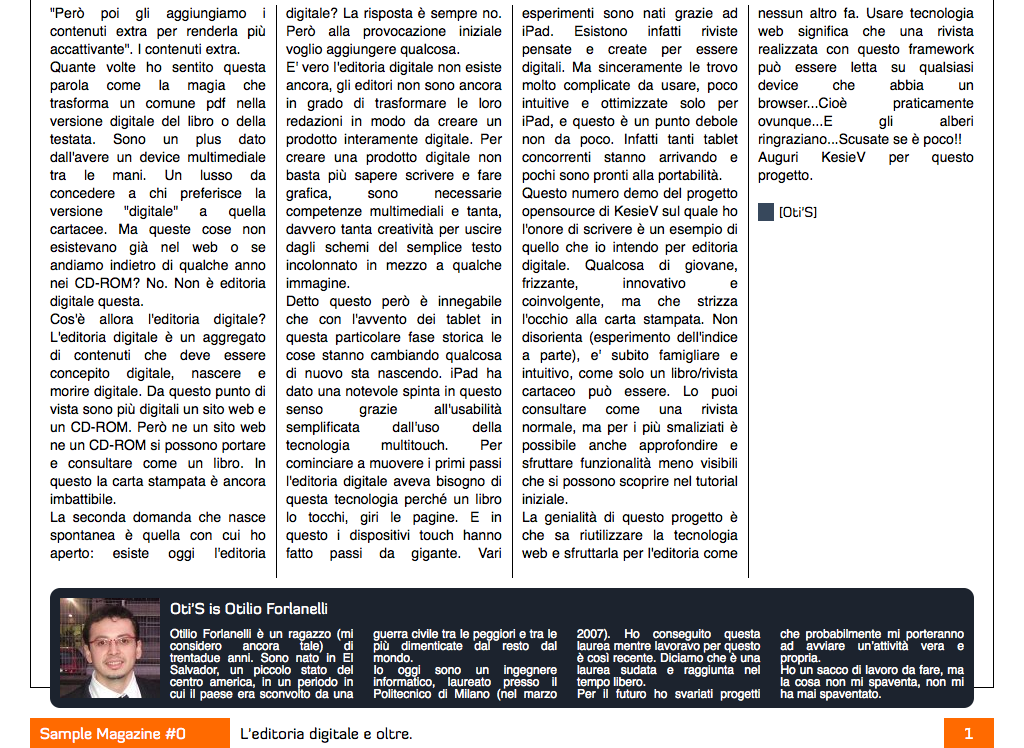 "Però poi gli aggiungiamo i
contenuti extra per renderla più
accattivante". I contenuti extra.
Quante volte ho sentito questa
parola come la magia che
trasforma un comune pdf nella
versione digitale del libro o della
testata. Sono un plus dato
dall'avere un device multimediale
tra le mani. Un lusso da
concedere a chi preferisce la
versione "digitale" a quella
cartacee. Ma queste cose non
esistevano già nel web o se
andiamo indietro di qualche anno
nei CD-ROM? No. Non è editoria
digitale questa.
Cos'è allora l'editoria digitale?
L'editoria digitale è un aggregato
di contenuti che deve essere
concepito digitale, nascere e
morire digitale. Da questo punto di
vista sono più digitali un sito web e
un CD-ROM. Però ne un sito web
ne un CD-ROM si possono portare
e consultare come un libro. In
questo la carta stampata è ancora
imbattibile.
La seconda domanda che nasce
spontanea è quella con cui ho
aperto: esiste oggi l'editoria
digitale? La risposta è sempre no.
Però alla provocazione iniziale
voglio aggiungere qualcosa.
E' vero l'editoria digitale non esiste
ancora, gli editori non sono ancora
in grado di trasformare le loro
redazioni in modo da creare un
prodotto interamente digitale. Per
creare una prodotto digitale non
basta più sapere scrivere e fare
grafica, sono necessarie
competenze multimediali e tanta,
davvero tanta creatività per uscire
dagli schemi del semplice testo
incolonnato in mezzo a qualche
immagine.
Detto questo però è innegabile
che con l'avvento dei tablet in
questa particolare fase storica le
cose stanno cambiando qualcosa
di nuovo sta nascendo. iPad ha
dato una notevole spinta in questo
senso grazie all'usabilità
semplificata dall'uso della
tecnologia multitouch. Per
cominciare a muovere i primi passi
l'editoria digitale aveva bisogno di
questa tecnologia perché un libro
lo tocchi, giri le pagine. E in
questo i dispositivi touch hanno
fatto passi da gigante. Vari
esperimenti sono nati grazie ad
iPad. Esistono infatti riviste
pensate e create per essere
digitali. Ma sinceramente le trovo
molto complicate da usare, poco
intuitive e ottimizzate solo per
iPad, e questo è un punto debole
non da poco. Infatti tanti tablet
concorrenti stanno arrivando e
pochi sono pronti alla portabilità.
Questo numero demo del progetto
opensource di KesieV sul quale ho
l'onore di scrivere è un esempio di
quello che io intendo per editoria
digitale. Qualcosa di giovane,
frizzante, innovativo e
coinvolgente, ma che strizza
l'occhio alla carta stampata. Non
disorienta (esperimento dell'indice
a parte), e' subito famigliare e
intuitivo, come solo un libro/rivista
cartaceo può essere. Lo puoi
consultare come una rivista
normale, ma per i più smaliziati è
possibile anche approfondire e
sfruttare funzionalità meno visibili
che si possono scoprire nel tutorial
iniziale.
La genialità di questo progetto è
che sa riutilizzare la tecnologia
web e sfruttarla per l'editoria come
nessun altro fa. Usare tecnologia
web significa che una rivista
realizzata con questo framework
può essere letta su qualsiasi
device che abbia un
browser...Cioè praticamente
ovunque...E gli alberi
ringraziano...Scusate se è poco!!
Auguri KesieV per questo
progetto.
[Oti'S]
Oti'S is Otilio Forlanelli
Otilio Forlanelli è un ragazzo (mi
considero ancora tale) di
trentadue anni. Sono nato in El
Salvador, un piccolo stato del
centro america, in un periodo in
cui il paese era sconvolto da una
guerra civile tra le peggiori e tra le
più dimenticate dal resto dal
mondo.
Io oggi sono un ingegnere
informatico, laureato presso il
Politecnico di Milano (nel marzo
2007). Ho conseguito questa
laurea mentre lavoravo per questo
è così recente. Diciamo che è una
laurea sudata e raggiunta nel
tempo libero.
Per il futuro ho svariati progetti
che probabilmente mi porteranno
ad avviare un'attività vera e
propria.
Ho un sacco di lavoro da fare, ma
la cosa non mi spaventa, non mi
ha mai spaventato.
Sample Magazine #0
L'editoria digitale e oltre.
1